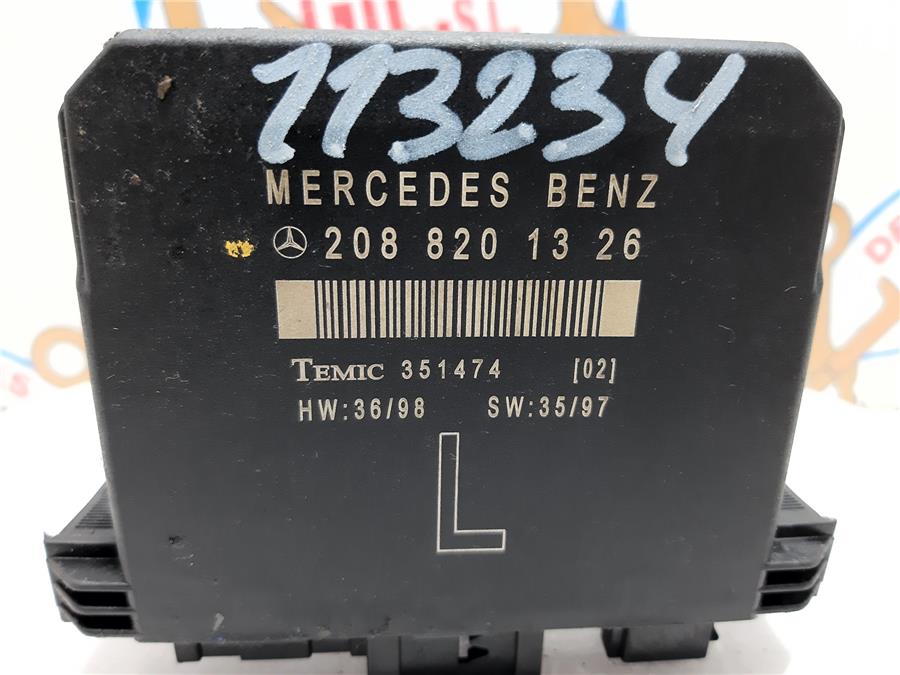 S.L.
113234
MERCEDES BENZ
208 820 13 26
TEMIC 351474 [02]
HW:36/98 SW:35/97
L